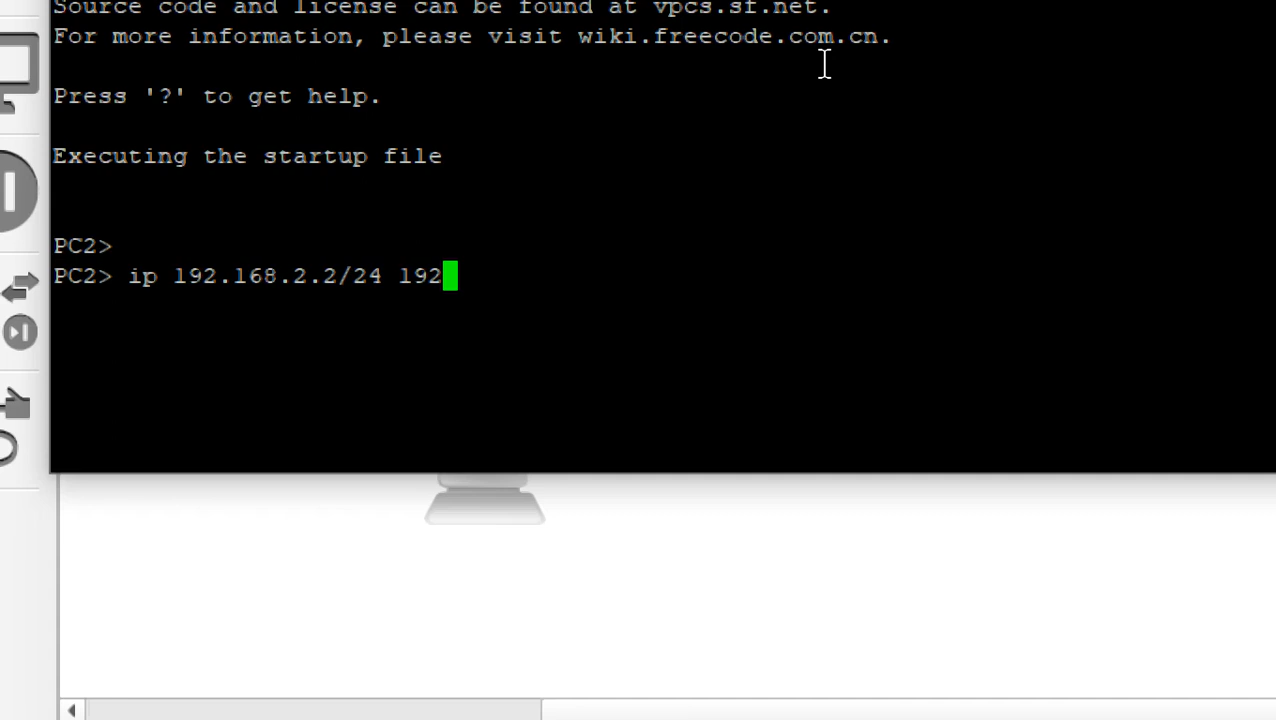 Source code and license can be found at vpcs.sf.net.
For more information, please visit wiki.freecode.com.cn.
Press '?' to get help.
Executing the startup file
PC2>
PC2> ip 192.168.2.2/24 192